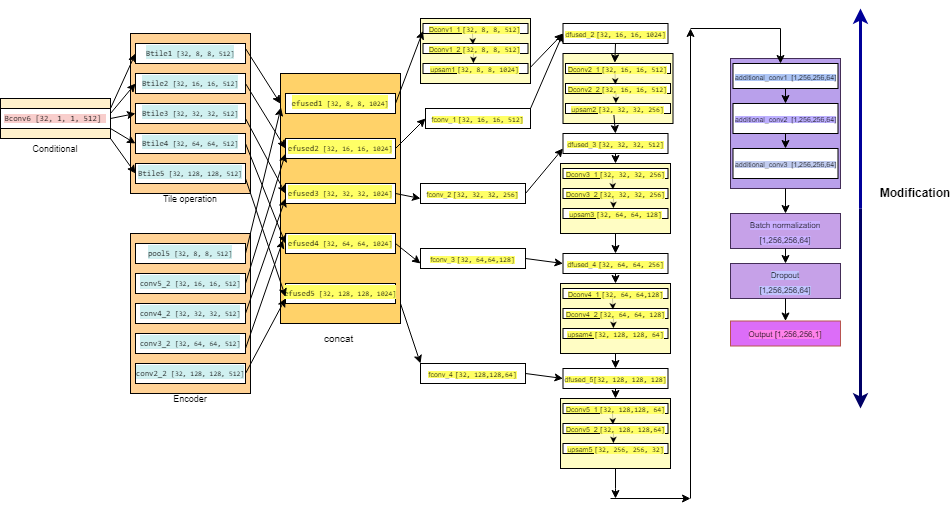 Bconv6 [32, 1, 1, 512]
Conditional
Btile1 [32, 8, 8, 512]
Btile2 [32, 16, 16, 512]
Btile3 [32, 32, 32, 512]
Btile4 [32, 64, 64, 512]
Btile5 [32, 128, 128, 512]
Tile operation
pool5 [32, 8, 8, 512]
conv5_2 [32, 16, 16, 512]
conv4_2 [32, 32, 32, 512]
conv3_2 [32, 64, 64, 512]
conv2_2 [32, 128, 128, 512]
Encoder
efused1 [32, 8, 8, 1024]
efused2 [32, 16, 16, 1024]
efused3 [32, 32, 32, 1024]
efused4 [32, 64, 64, 1024]
efused5 [32, 128, 128, 1024]
concat
Dconv1_1 [32, 8, 8, 512]
Dconv1_2 [32, 8, 8, 512]
upsam1 [32, 8, 8, 1024]
fconv_1 [32, 16, 16, 512]
fconv_2 [32, 32, 32, 256]
fconv_3 [32, 64,64,128]
fconv_4 [32, 128,128,64]
dfused_2 [32, 16, 16, 1024]
Dconv2_1 [32, 16, 16, 512]
Dconv2_2 [32, 16, 16, 512]
upsam2 [32, 32, 32, 256]
dfused_3 [32, 32, 32, 512]
Dconv3_1 [32, 32, 32, 256]
Dconv3_2 [32, 32, 32, 256]
upsam3 [32, 64, 64, 128]
dfused_4 [32, 64, 64, 256]
Dconv4_1 [32, 64, 64,128]
Dconv4_2 [32, 64, 64, 128]
upsam4 [32, 128, 128, 64]
dfused_5[32, 128, 128, 128]
Dconv5_1 [32, 128,128, 64]
Dconv5_2 [32, 128, 128,64]
upsam5 [32, 256, 256, 32]
additional_conv1 [1,256,256,64]
additional_conv2 [1,256,256,64]
additional_conv3 [1,256,256,64]
Batch normalization
[1,256,256,64]
Dropout
[1,256,256,64]
Output [1,256,256,1]
Modification